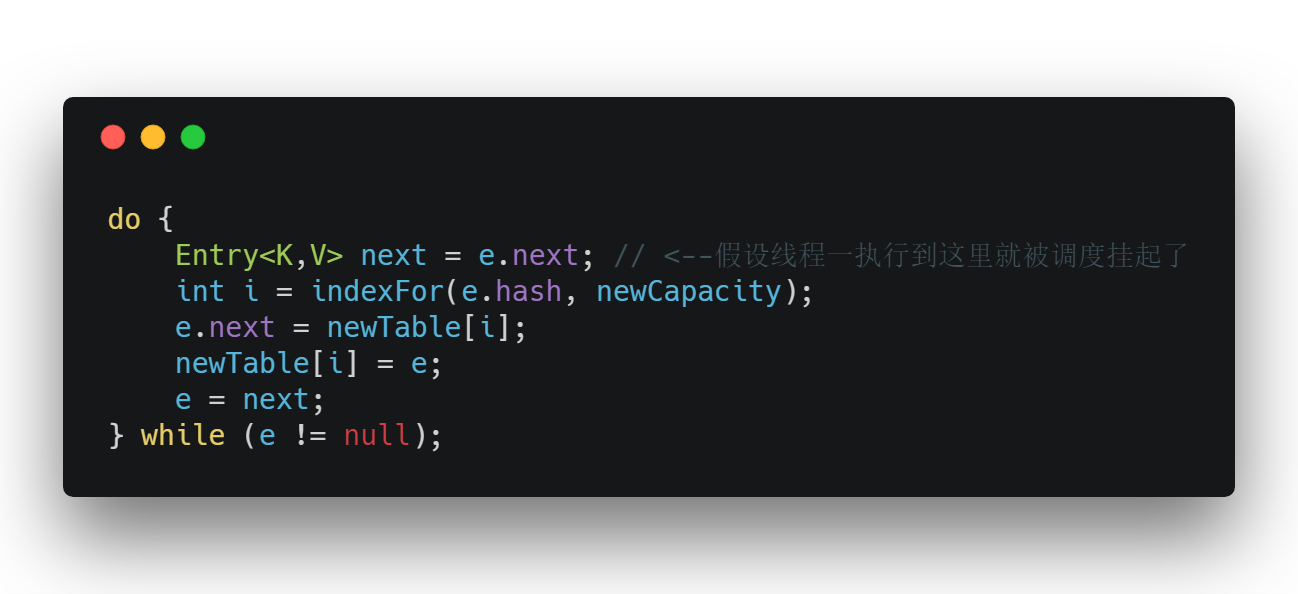 do {
    Entry<K,V> next = e.next; // <--假设线程一执行到这里就被调度挂起了
    int i = indexFor(e.hash, newCapacity);
    e.next = newTable[i];
    newTable[i] = e;
    e = next;
} while (e != null);